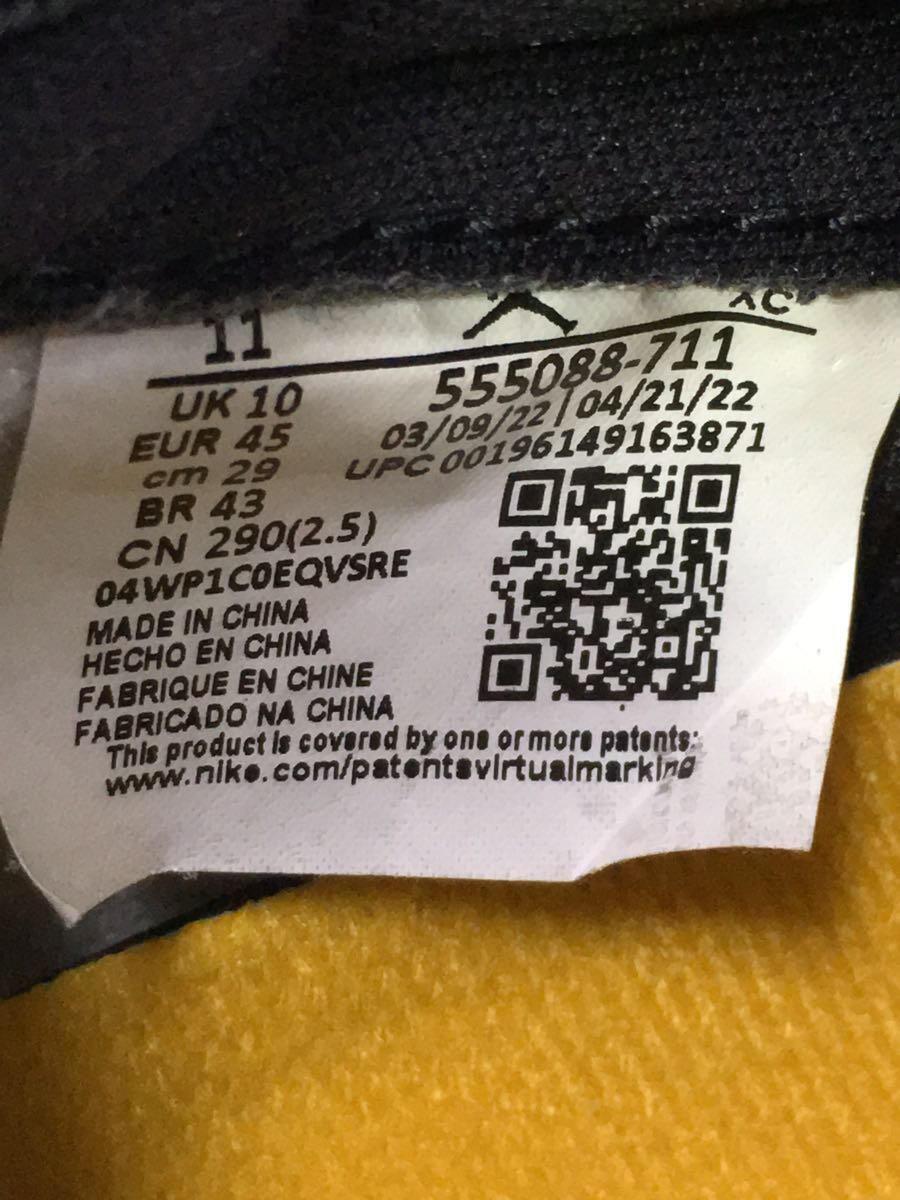 11
XC
UK 10
EUR 45
cm 29
BR 43
CN 290(2.5)
04WP1C0EQVSRE
MADE IN CHINA
HECHO EN CHINA
FABRIQUE EN CHINE
FABRICADO NA CHINA
555088-711
03/09/22 | 04/21/22
UPC 00196149163871
This product is covered by one or more patents:
www.nike.com/patentsvirtualmarking